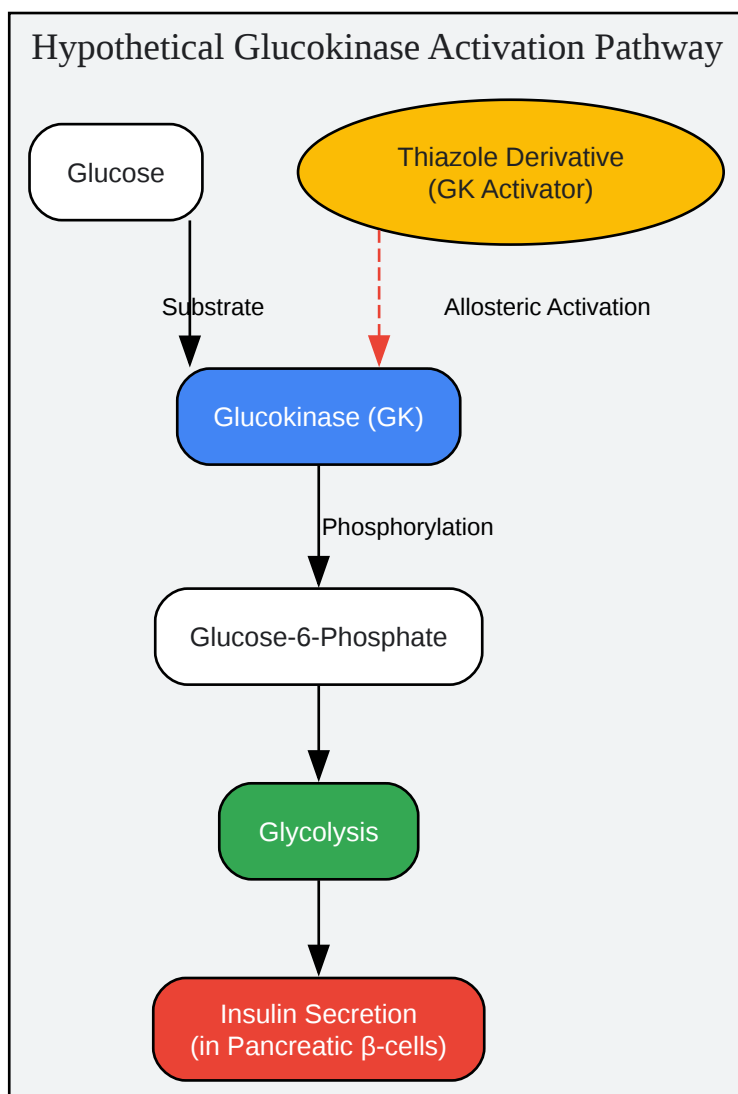 Hypothetical Glucokinase Activation Pathway
Glucose
Thiazole Derivative
(GK Activator)
Substrate
Allosteric Activation
Glucokinase (GK)
Phosphorylation
Glucose-6-Phosphate
Glycolysis
Insulin Secretion
(in Pancreatic β-cells)